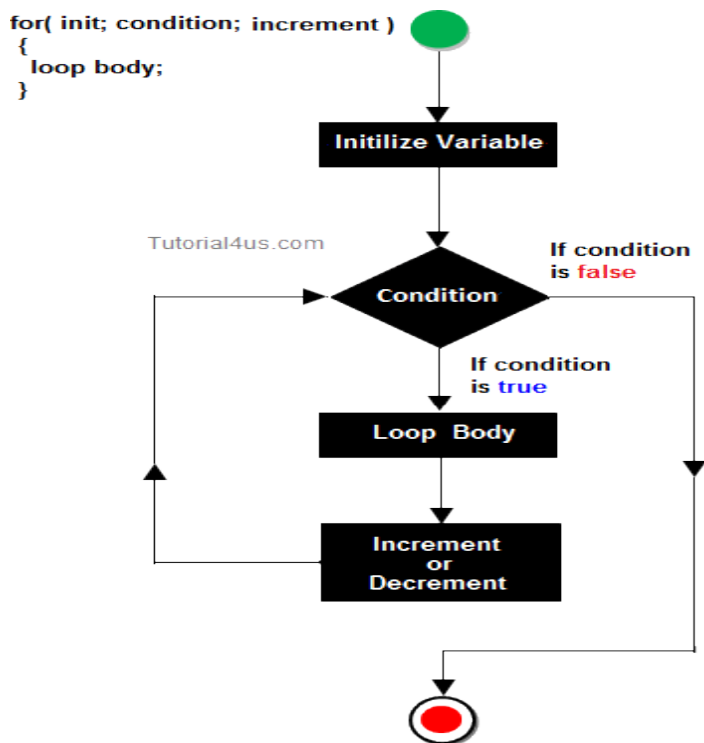 for( init; condition; increment )
{
loop body;
}
Initilize Variable
Tutorial4us.com
If condition
is false
Condition
If condition
is true
Loop Body
Increment
or
Decrement